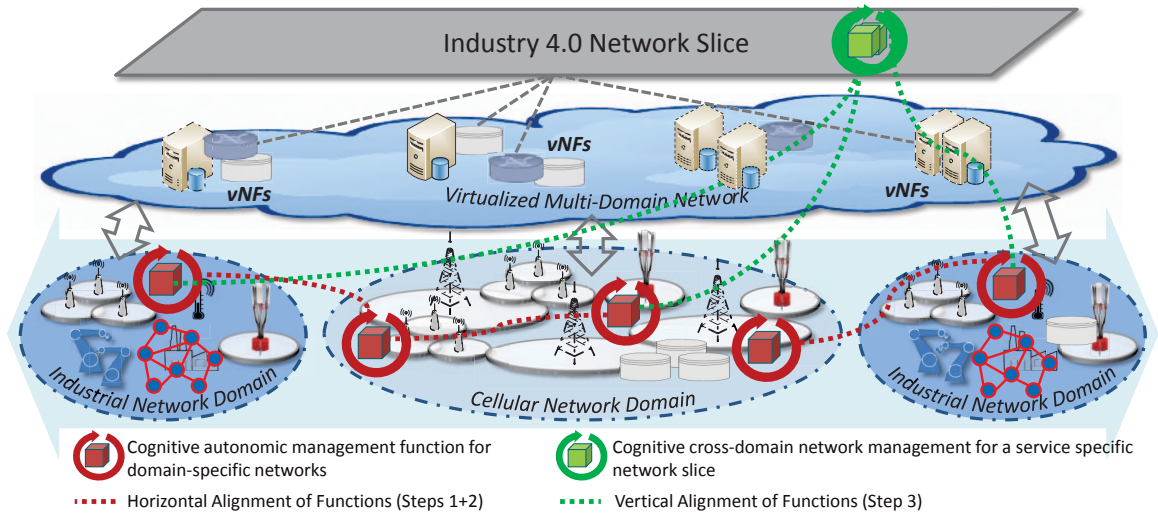 Industry 4.0 Network Slice
vNFs
vNFs
vNFs
Virtualized Multi-Domain Network
Industrial Network Domain
Cellular Network Domain
Industrial Network Domain
Cognitive autonomic management function for
domain-specific networks
Cognitive cross-domain network management for a service specific
network slice
Horizontal Alignment of Functions (Steps 1+2)
Vertical Alignment of Functions (Step 3)